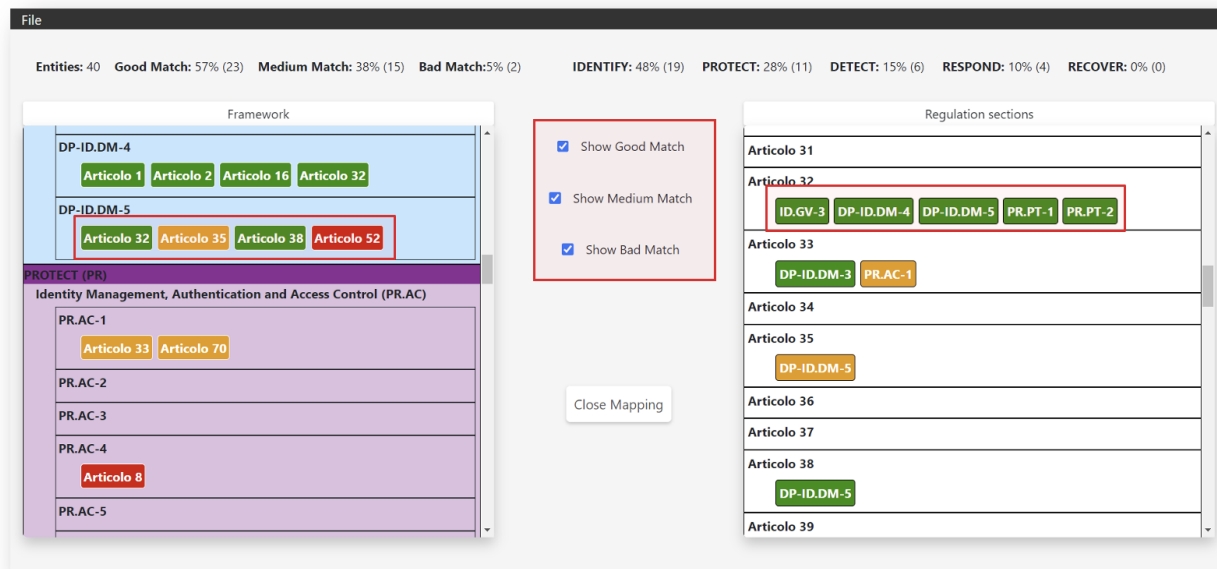 File
Entities: 40 Good Match: 57% (23) Medium Match: 38% (15) Bad Match:5% (2) IDENTIFY: 48% (19) PROTECT: 28% (11) DETECT: 15% (6) RESPOND: 10% (4) RECOVER: 0% (0)
Framework
DP-ID.DM-4
Articolo 1 Articolo 2 Articolo 16 Articolo 32
DP-ID.DM-5
Articolo 32 Articolo 35 Articolo 38 Articolo 52
PROTECT (PR)
Identity Management, Authentication and Access Control (PR.AC)
PR.AC-1
Articolo 33 Articolo 70
PR.AC-2
PR.AC-3
PR.AC-4
Articolo 8
PR.AC-5
Show Good Match
Show Medium Match
Show Bad Match
Close Mapping
Regulation sections
Articolo 31
Articolo 32
ID.GV-3 DP-ID.DM-4 DP-ID.DM-5 PR.PT-1 PR.PT-2
Articolo 33
DP-ID.DM-3 PR.AC-1
Articolo 34
Articolo 35
DP-ID.DM-5
Articolo 36
Articolo 37
Articolo 38
DP-ID.DM-5
Articolo 39